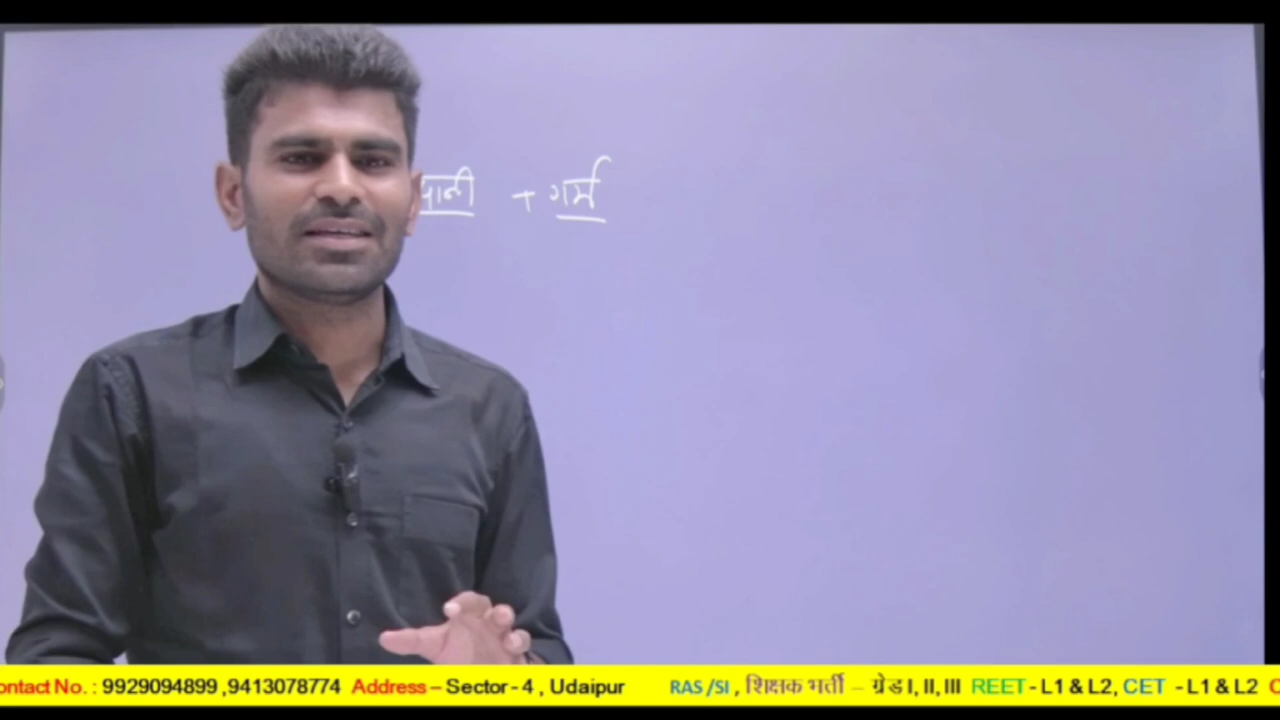 पानी + गर्म
ontact No. : 9929094899 ,9413078774 Address – Sector - 4 , Udaipur RAS /SI , शिक्षक भर्ती – ग्रेड I, II, III REET - L1 & L2, CET - L1 & L2